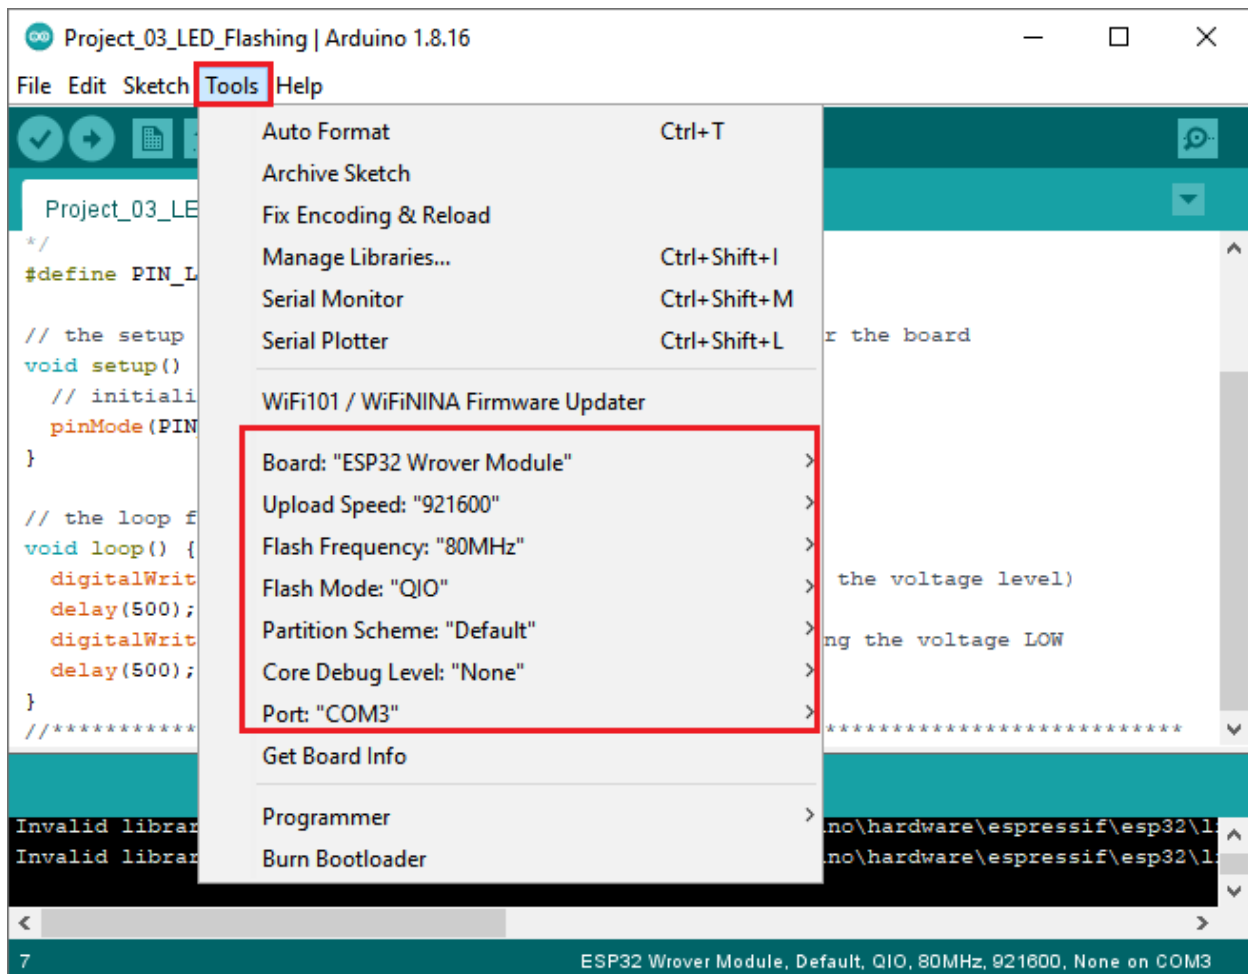 Project_03_LED_Flashing | Arduino 1.8.16
File Edit Sketch Tools Help
Auto Format Ctrl+T
Archive Sketch
Fix Encoding & Reload
Manage Libraries... Ctrl+Shift+I
Serial Monitor Ctrl+Shift+M
Serial Plotter Ctrl+Shift+L
WiFi101 / WiFiNINA Firmware Updater
Board: "ESP32 Wrover Module"
Upload Speed: "921600"
Flash Frequency: "80MHz"
Flash Mode: "QIO"
Partition Scheme: "Default"
Core Debug Level: "None"
Port: "COM3"
Get Board Info
Programmer
Burn Bootloader
Project_03_LE
*/
#define PIN_L
// the setup r the board
void setup()
// initiali
pinMode(PIN
}
// the loop f
void loop() {
digitalWrit the voltage level)
delay(500);
digitalWrit ng the voltage LOW
delay(500);
}
//*********** ****************************
Invalid librar no\hardware\espressif\esp32\l
Invalid librar no\hardware\espressif\esp32\l
7 ESP32 Wrover Module, Default, QIO, 80MHz, 921600, None on COM3